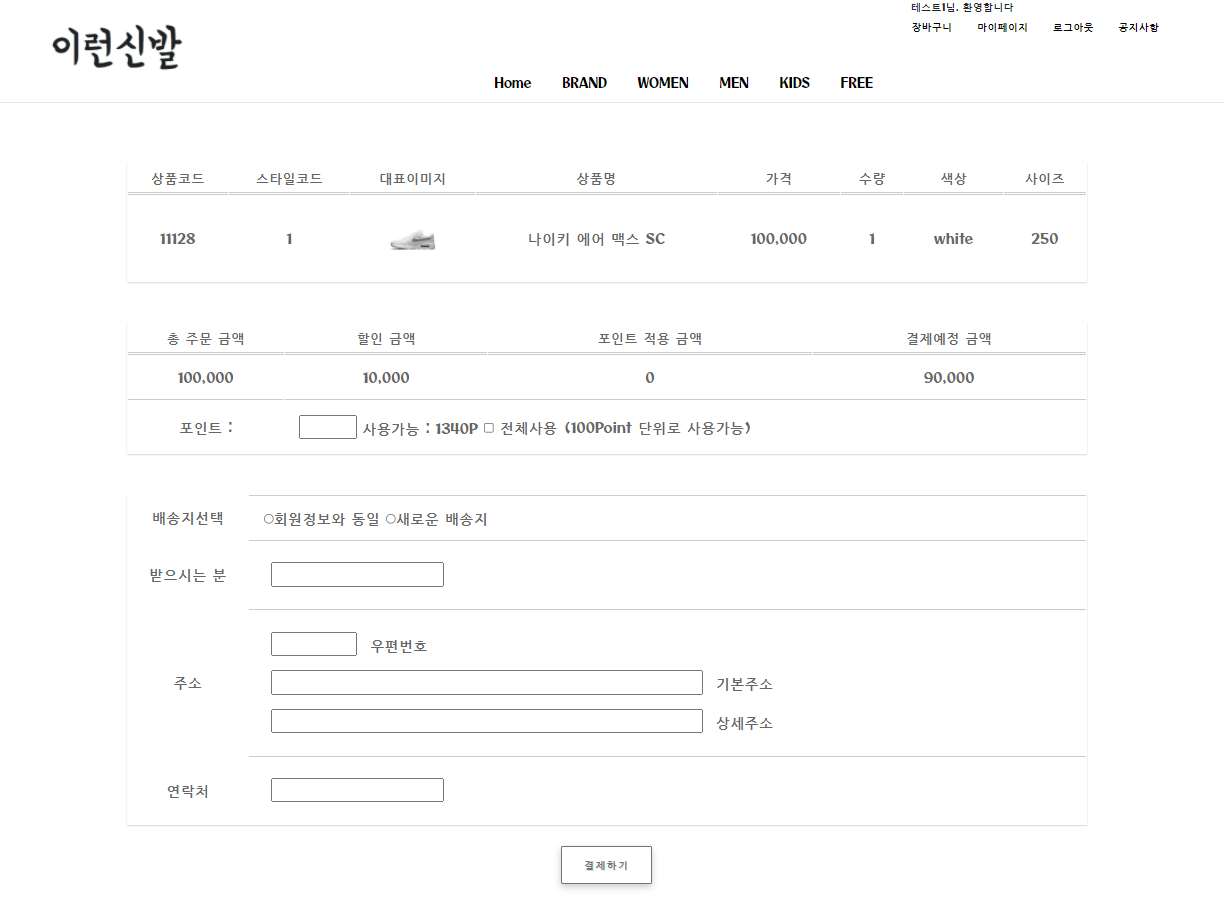 테스트1님. 환영합니다
장바구니 마이페이지 로그아웃 공지사항
이런신발
Home BRAND WOMEN MEN KIDS FREE
상품코드 스타일코드 대표이미지 상품명 가격 수량 색상 사이즈
11128 1 나이키 에어 맥스 SC 100,000 1 white 250
총 주문 금액 할인 금액 포인트 적용 금액 결제예정 금액
100,000 10,000 0 90,000
포인트 : 사용가능 : 1340P 전체사용 (100Point 단위로 사용가능)
배송지선택 회원정보와 동일 새로운 배송지
받으시는 분
우편번호
주소 기본주소
상세주소
연락처
결제하기